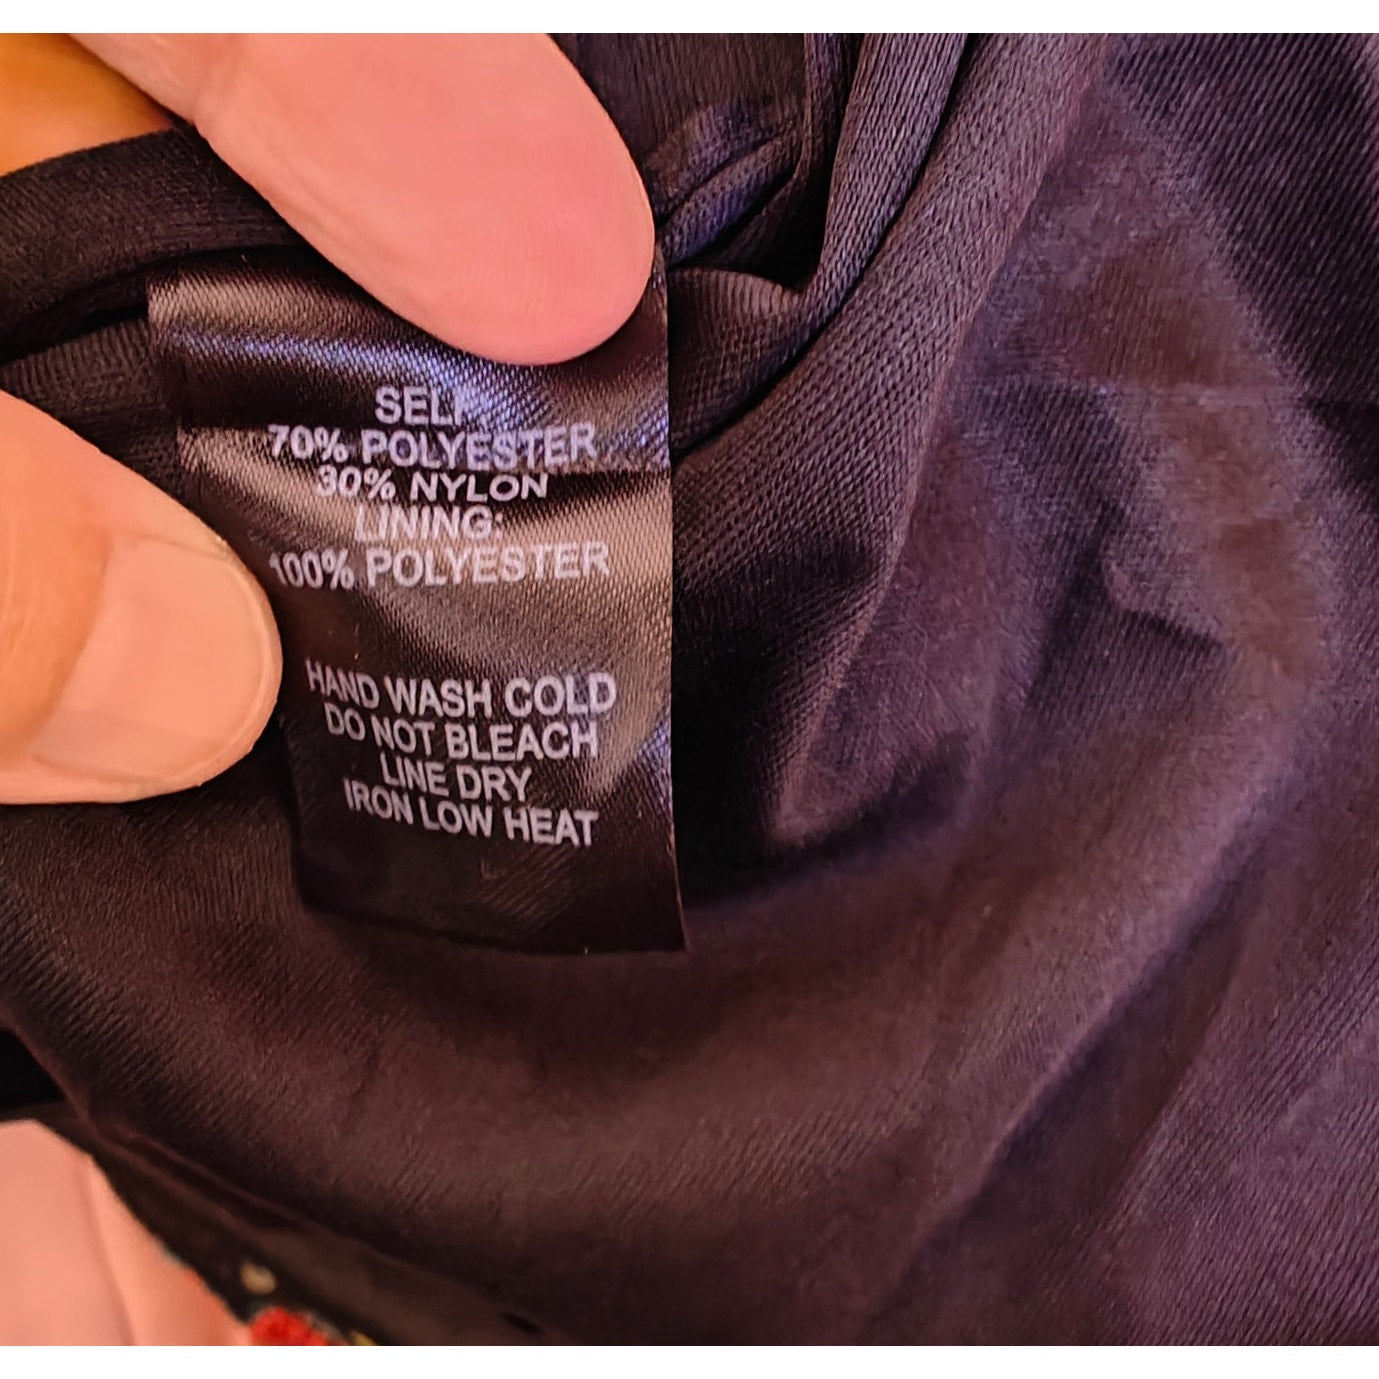 SELF:
70% POLYESTER
30% NYLON
LINING:
100% POLYESTER
HAND WASH COLD
DO NOT BLEACH
LINE DRY
IRON LOW HEAT